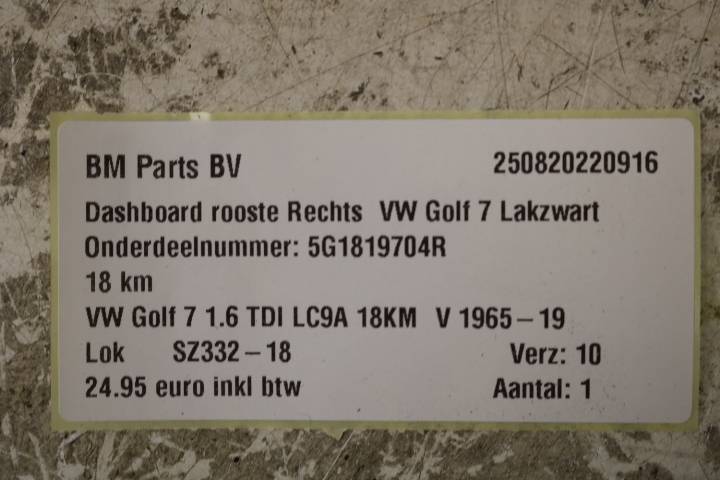 BM Parts BV 250820220916
Dashboard rooste Rechts VW Golf 7 Lakzwart
Onderdeelnummer: 5G1819704R
18 km
VW Golf 7 1.6 TDI LC9A 18KM V 1965-19
Lok SZ332-18 Verz: 10
24.95 euro inkl btw Aantal: 1